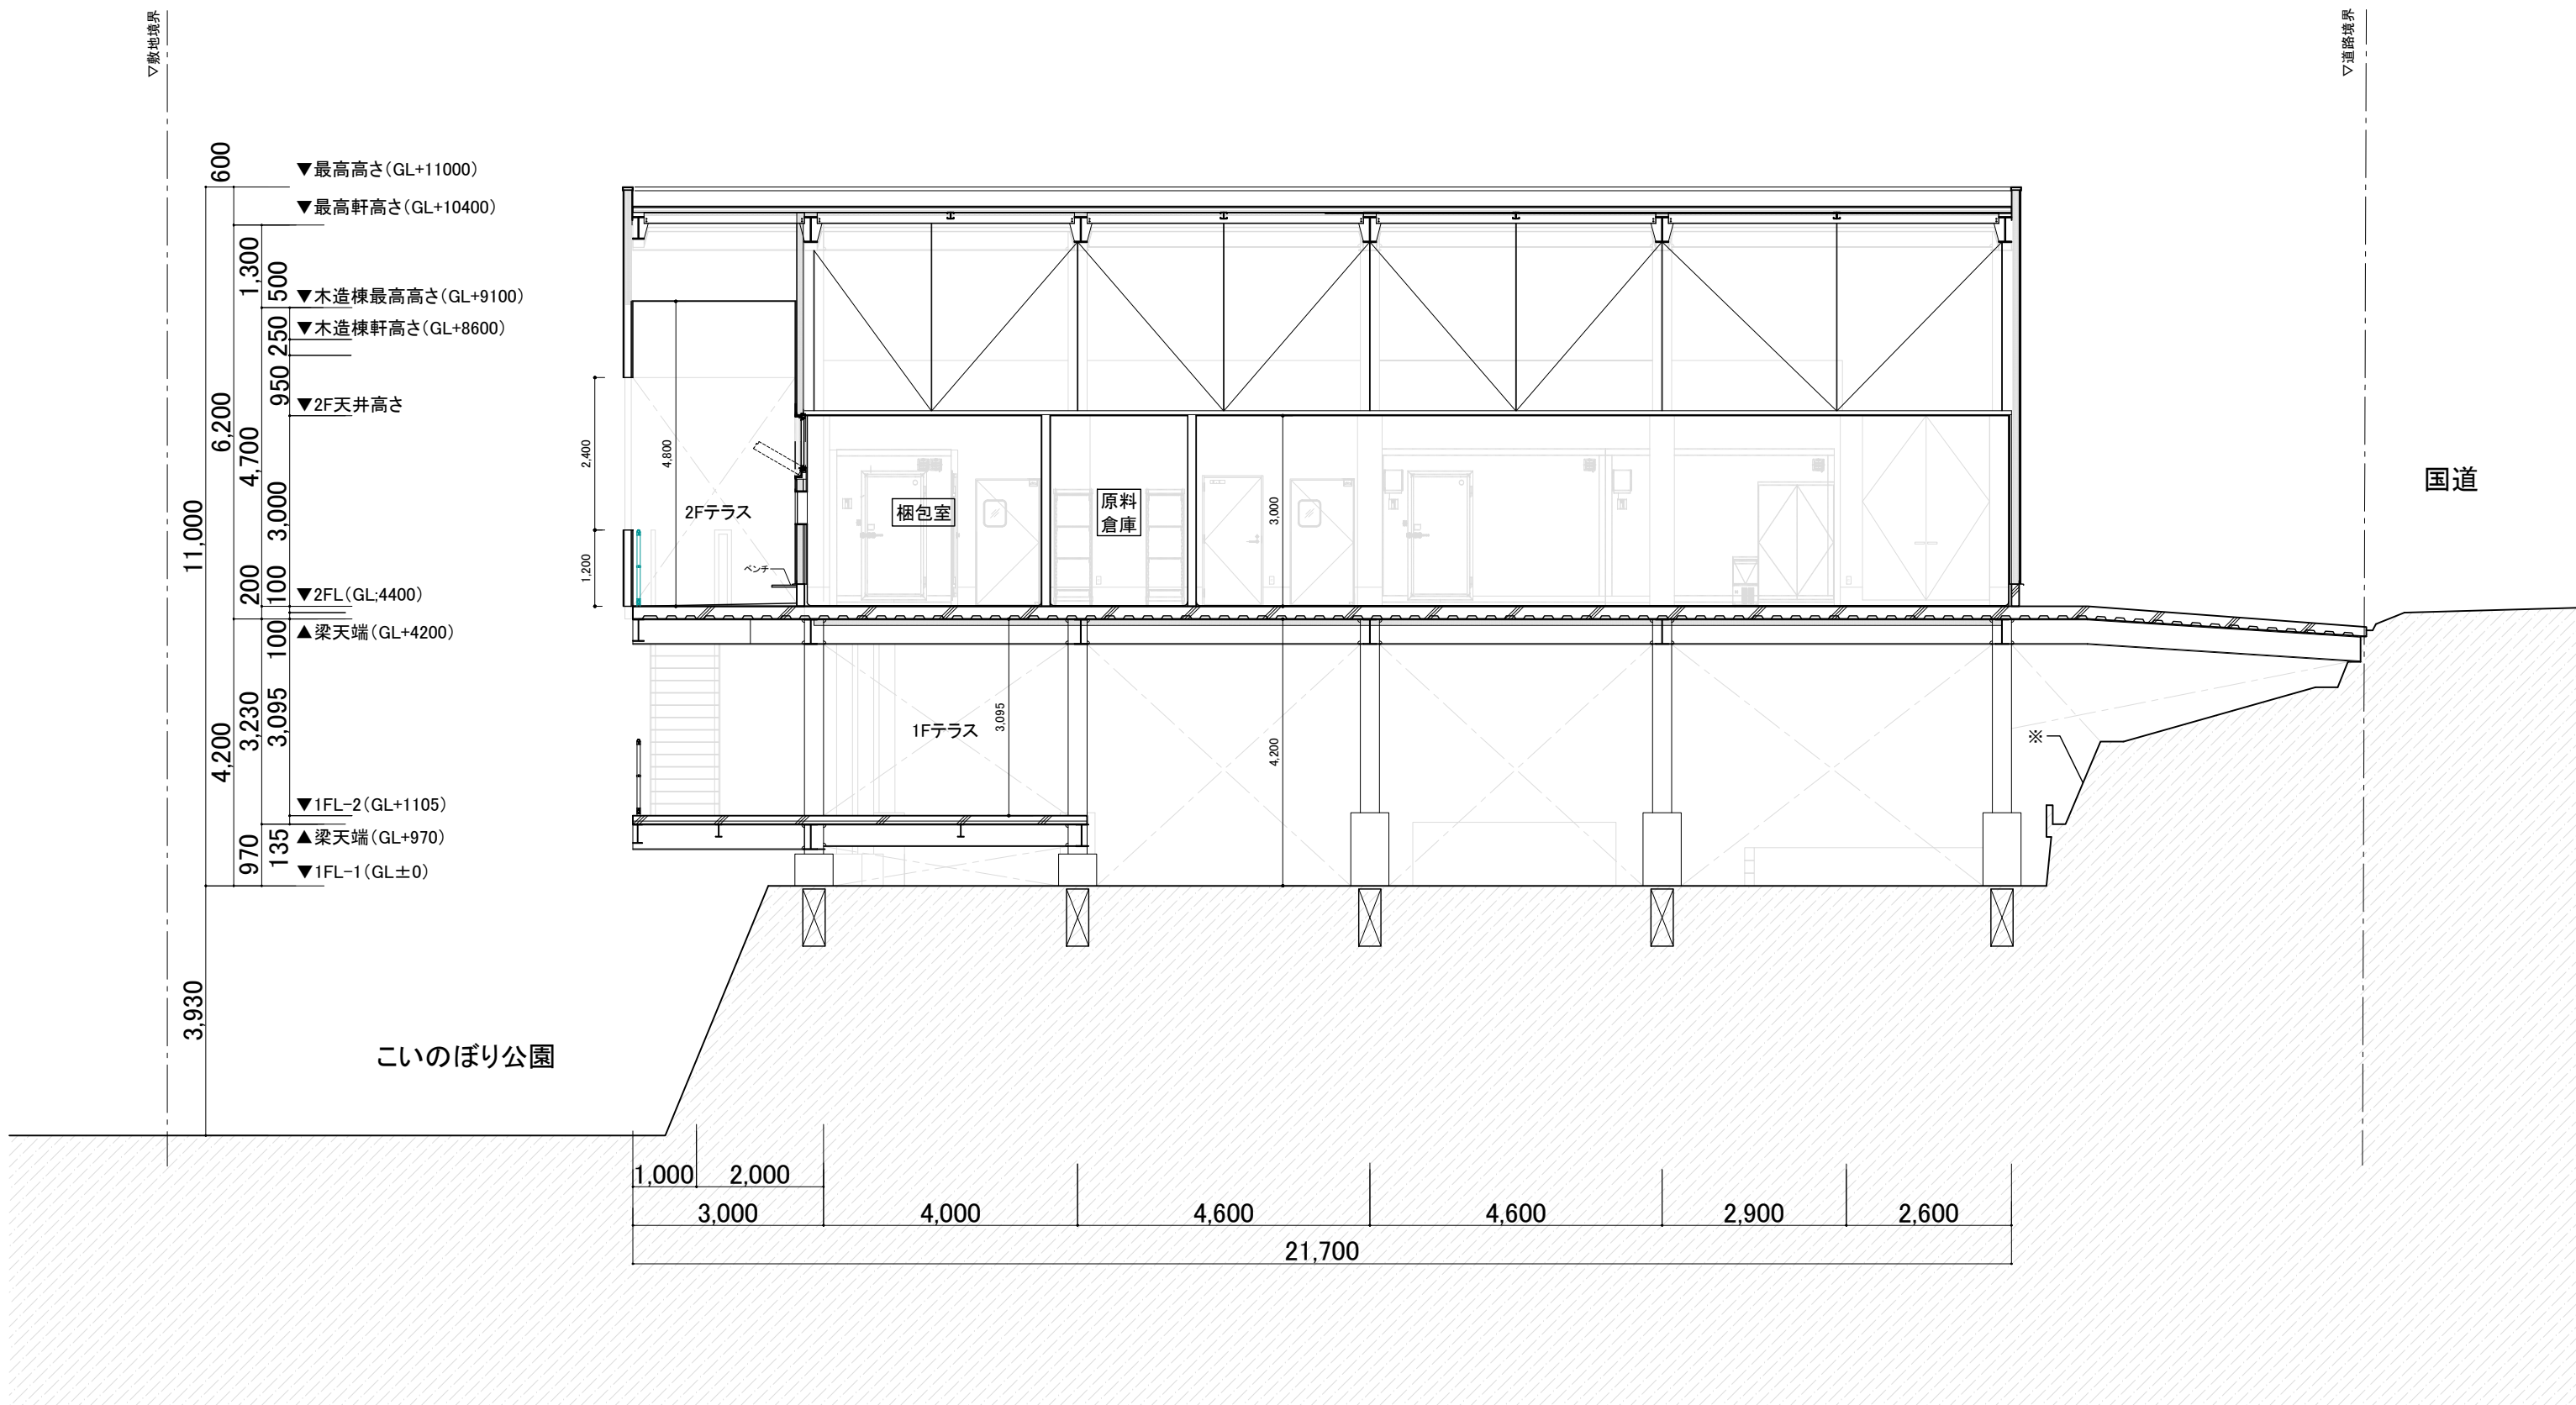 ▽敷地境界
▽道路境界
600
▼最高高さ(GL+11000)
▼最高軒高さ(GL+10400)
1,300
500
▼木造棟最高高さ(GL+9100)
250
▼木造棟軒高さ(GL+8600)
950
▼2F天井高さ
6,200
4,700
3,000
11,000
200
100
▼2FL(GL;4400)
▲梁天端(GL+4200)
100
3,230
3,095
4,200
▼1FL-2(GL+1105)
970
135
▲梁天端(GL+970)
▼1FL-1(GL±0)
3,930
2,400
1,200
4,800
2Fテラス
ベンチ
梱包室
原料
倉庫
3,000
国道
1Fテラス
3,095
4,200
※
こいのぼり公園
1,000
2,000
3,000
4,000
4,600
4,600
2,900
2,600
21,700